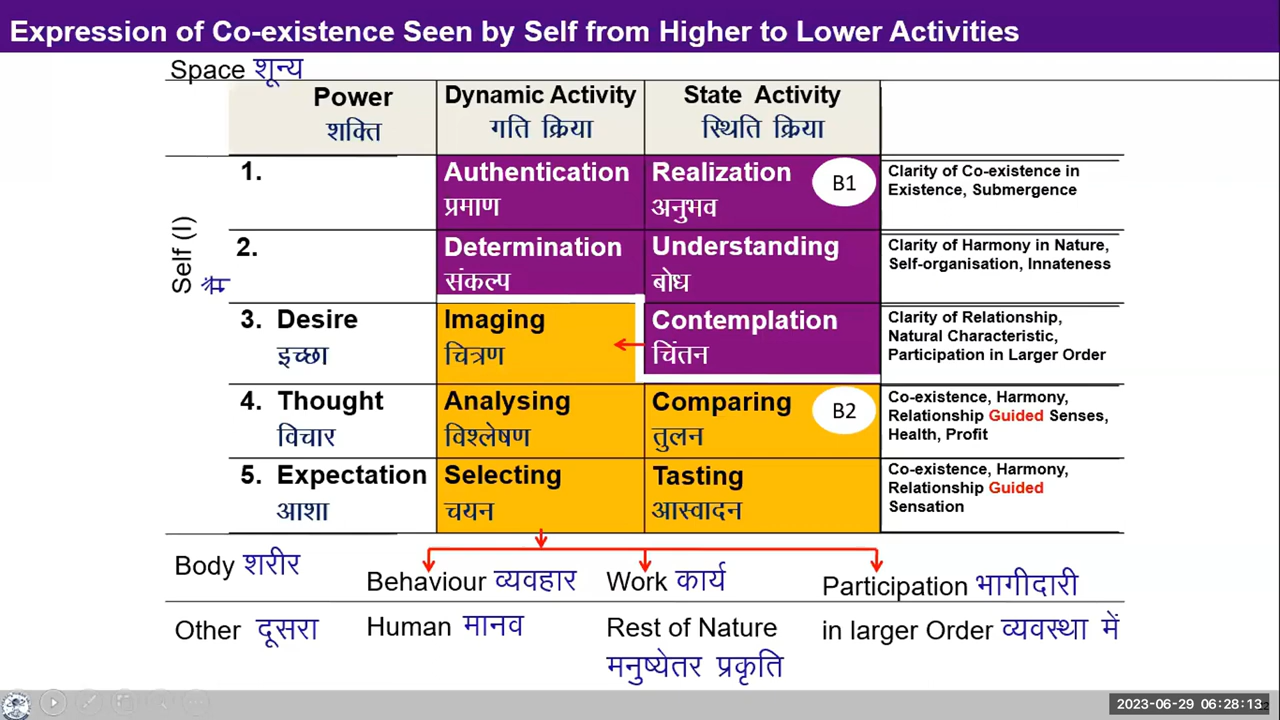 Expression of Co-existence Seen by Self from Higher to Lower Activities
Space शून्य
Power
शक्ति
Dynamic Activity
गति क्रिया
State Activity
स्थिति क्रिया
Self (I)
मैं
1.
Authentication
प्रमाण
Realization
अनुभव
B1
Clarity of Co-existence in
Existence, Submergence
2.
Determination
संकल्प
Understanding
बोध
Clarity of Harmony in Nature,
Self-organisation, Innateness
3. Desire
इच्छा
Imaging
चित्रण
Contemplation
चिंतन
Clarity of Relationship,
Natural Characteristic,
Participation in Larger Order
4. Thought
विचार
Analysing
विश्लेषण
Comparing
तुलन
B2
Co-existence, Harmony,
Relationship Guided Senses,
Health, Profit
5. Expectation
आशा
Selecting
चयन
Tasting
आस्वादन
Co-existence, Harmony,
Relationship Guided
Sensation
Body शरीर
Behaviour व्यवहार
Work कार्य
Participation भागीदारी
Other दूसरा
Human मानव
Rest of Nature
मनुष्येतर प्रकृति
in larger Order व्यवस्था में
2023-06-29 06:28:13